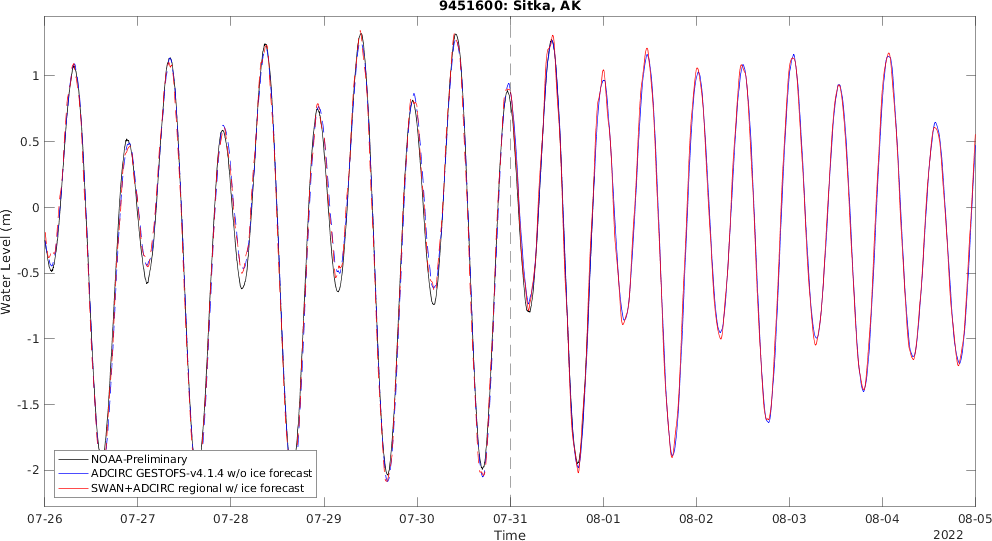 9451600: Sitka, AK
Water Level (m)
1
0.5
0
-0.5
-1
-1.5
-2
NOAA-Preliminary
ADCIRC GESTOFS-v4.1.4 w/o ice forecast
SWAN+ADCIRC regional w/ ice forecast
07-26 07-27 07-28 07-29 07-30 07-31 08-01 08-02 08-03 08-04 08-05
Time
2022